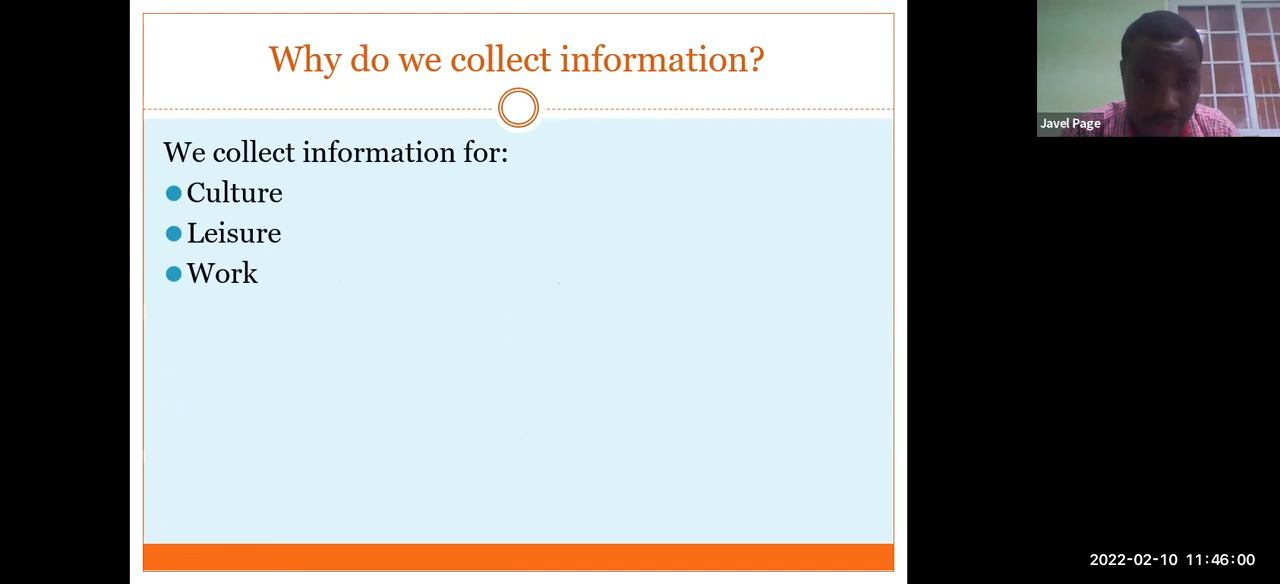 Why do we collect information?
We collect information for:
Culture
Leisure
Work
Javel Page
2022-02-10 11:46:00